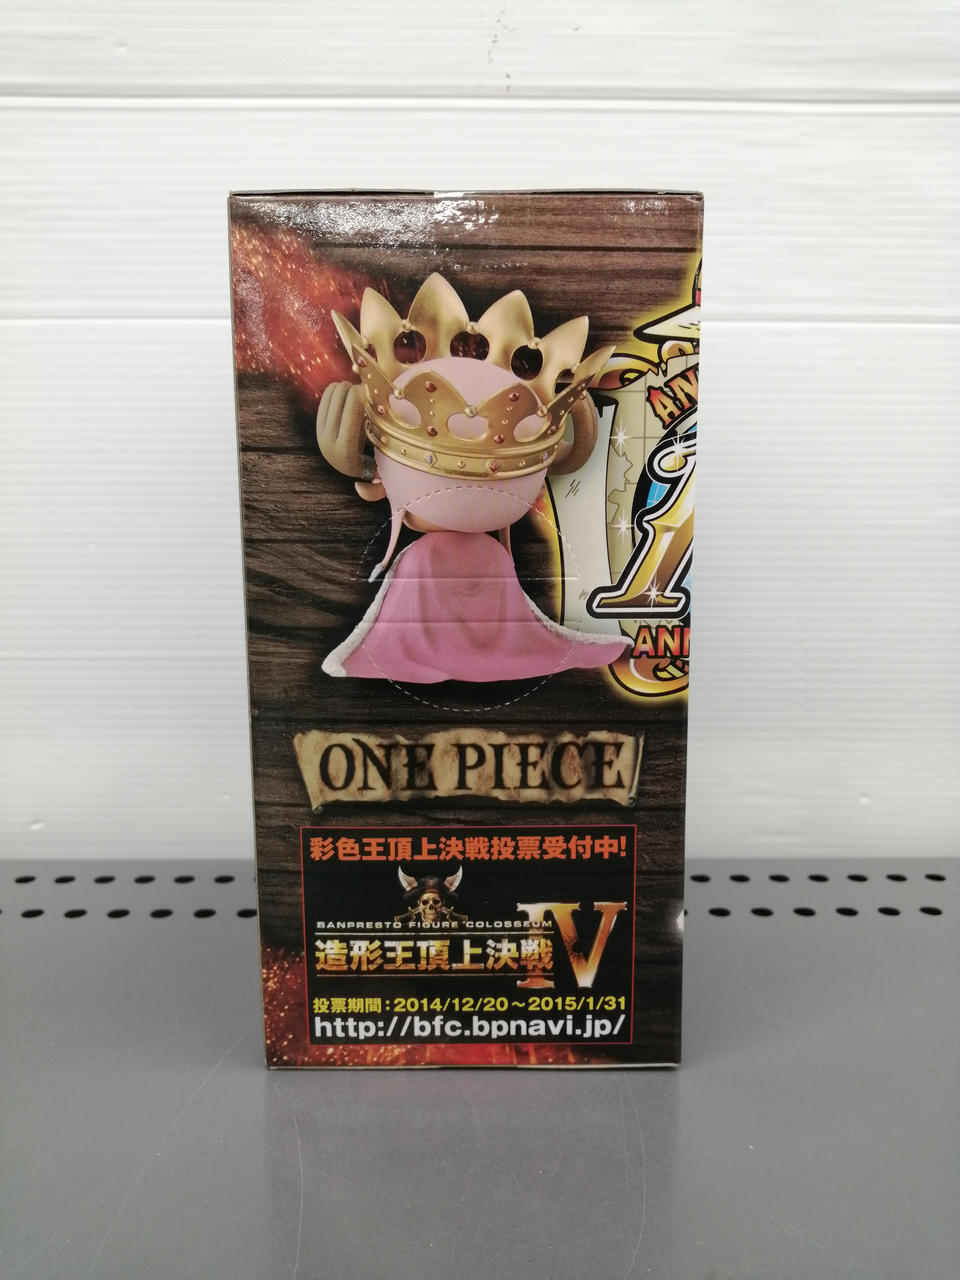 AN
ANN
ONE PIECE
彩色王頂上決戦投票受付中!
BANPRESTO FIGURE COLOSSEUM
造形王頂上決戦 IV
投票期間:2014/12/20〜2015/1/31
http://bfc.bpnavi.jp/